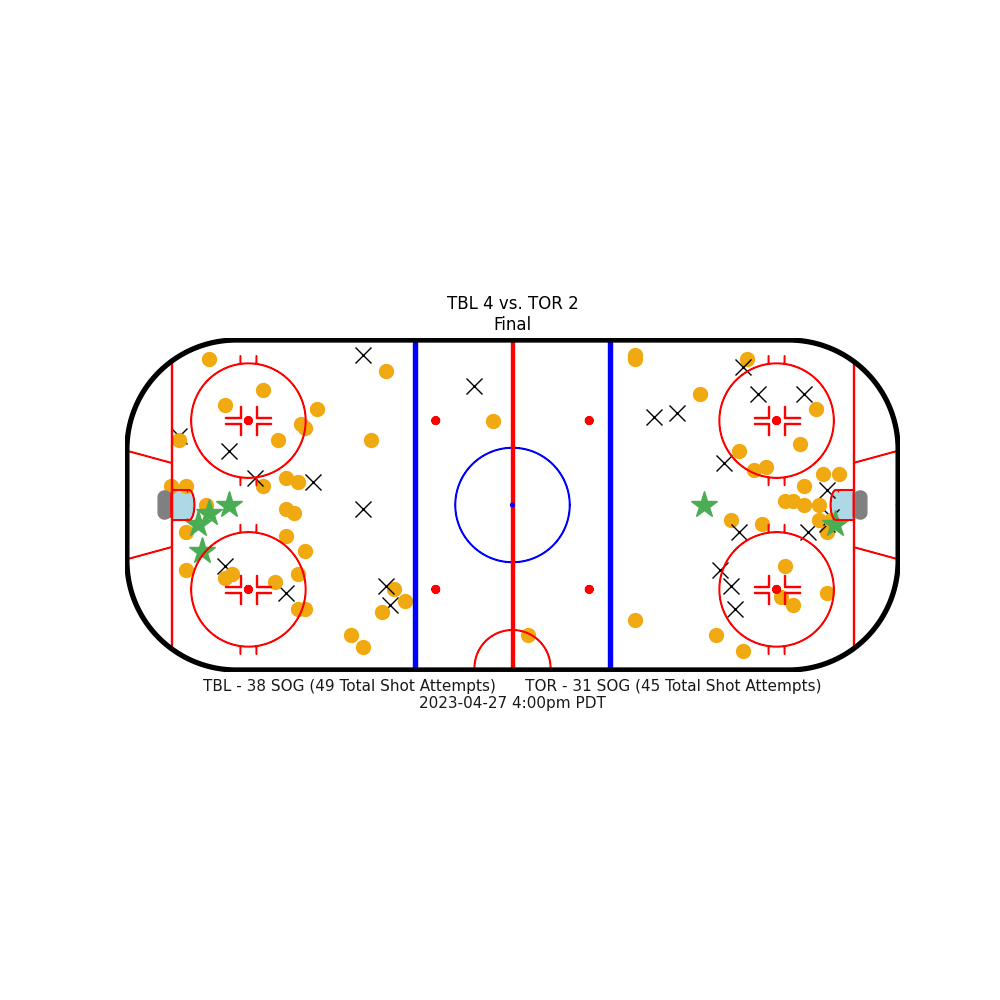 TBL 4 vs. TOR 2
Final
TBL - 38 SOG (49 Total Shot Attempts) TOR - 31 SOG (45 Total Shot Attempts)
2023-04-27 4:00pm PDT